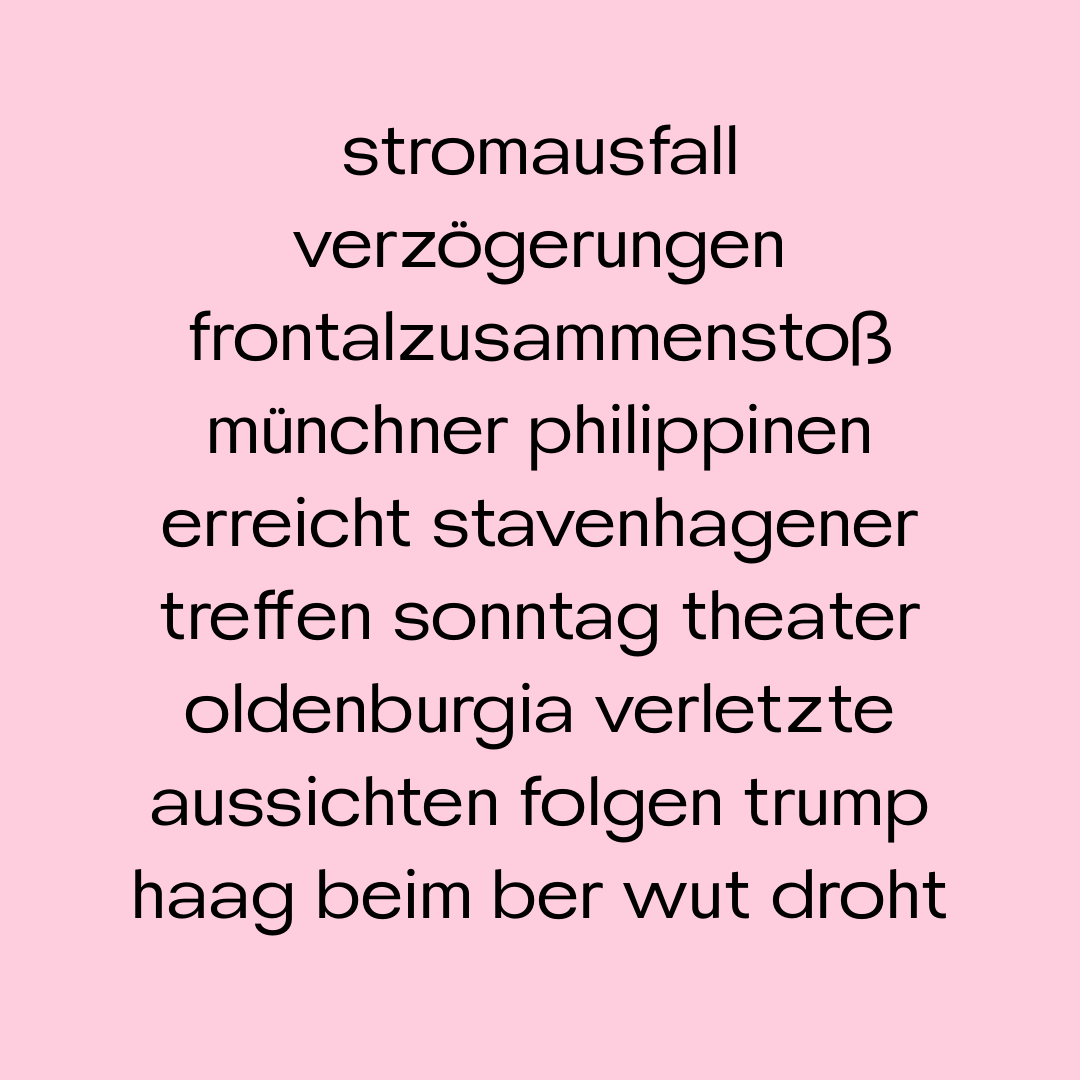 stromausfall
verzögerungen
frontalzusammenstoß
münchner philippinen
erreicht stavenhagener
treffen sonntag theater
oldenburgia verletzte
aussichten folgen trump
haag beim ber wut droht